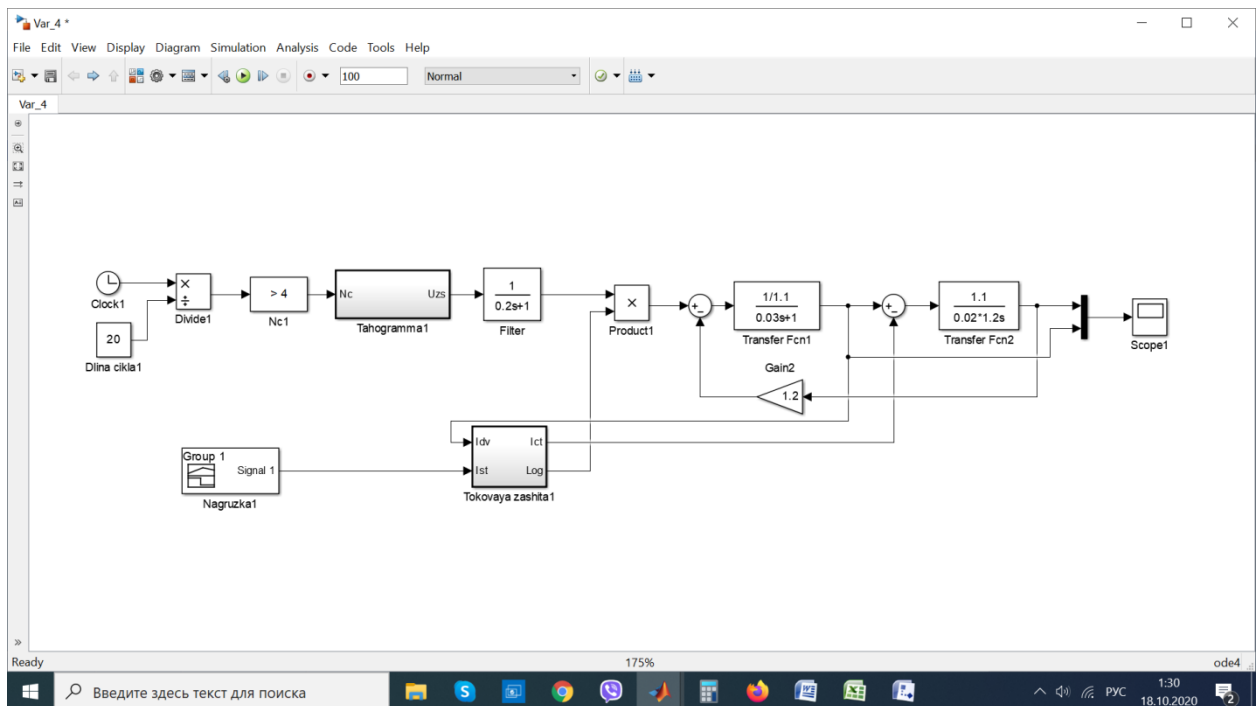 Var_4 *
File Edit View Display Diagram Simulation Analysis Code Tools Help
100
Normal
Var_4
Clock1
20
Dlina cikla1
×
÷
Divide1
> 4
Nc1
Nc Uzs
Tahogramma1
1
0.2s+1
Filter
×
Product1
1/1.1
0.03s+1
Transfer Fcn1
1.1
0.02*1.2s
Transfer Fcn2
Scope1
Gain2
1.2
Group 1
Signal 1
Nagruzka1
Idv Ict
Ist Log
Tokovaya zashita1
Ready
175%
ode4
Введите здесь текст для поиска
РУС
1:30
18.10.2020
2